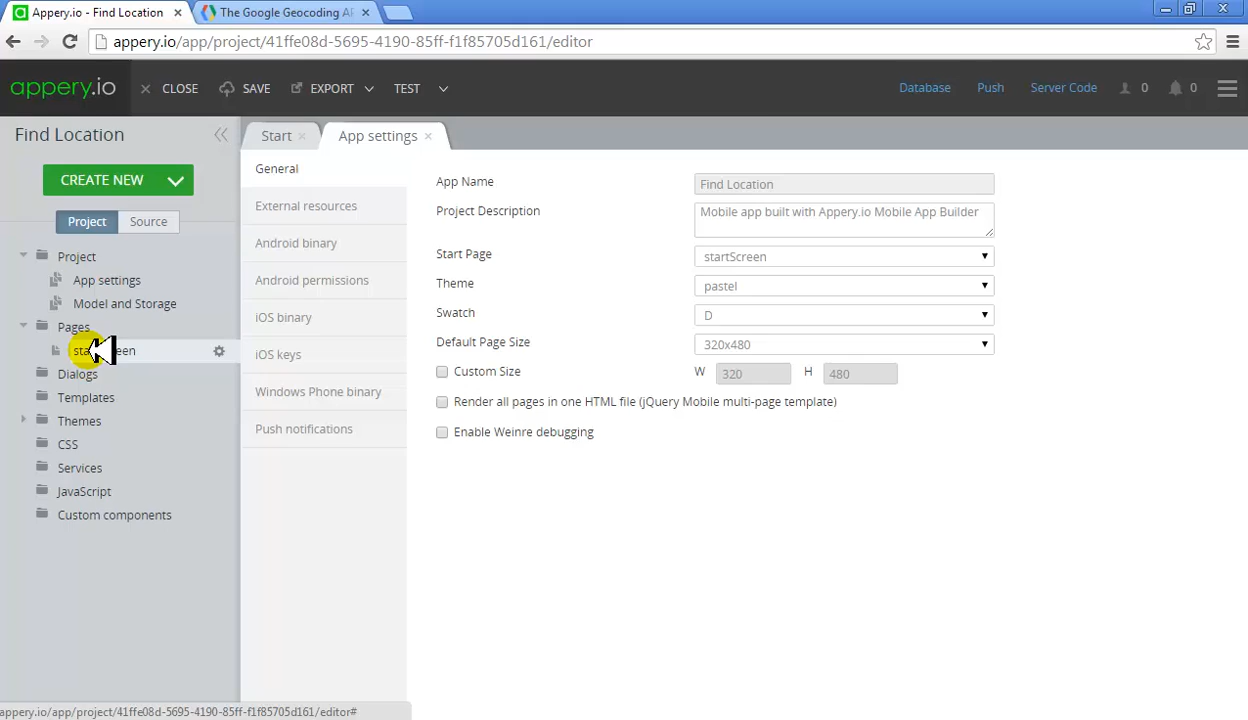 Appery.io - Find Location
The Google Geocoding AP
appery.io/app/project/41ffe08d-5695-4190-85ff-f1f85705d161/editor
appery.io
CLOSE
SAVE
EXPORT
TEST
Database
Push
Server Code
0
0
Find Location
Start
App settings
CREATE NEW
Project
Source
Project
App settings
Model and Storage
Pages
Dialogs
Templates
Themes
CSS
Services
JavaScript
Custom components
General
External resources
Android binary
Android permissions
iOS binary
iOS keys
Windows Phone binary
Push notifications
App Name
Find Location
Project Description
Mobile app built with Appery.io Mobile App Builder
Start Page
startScreen
Theme
pastel
Swatch
D
Default Page Size
320x480
Custom Size
W
320
H
480
Render all pages in one HTML file (jQuery Mobile multi-page template)
Enable Weinre debugging
appery.io/app/project/41ffe08d-5695-4190-85ff-f1f85705d161/editor#